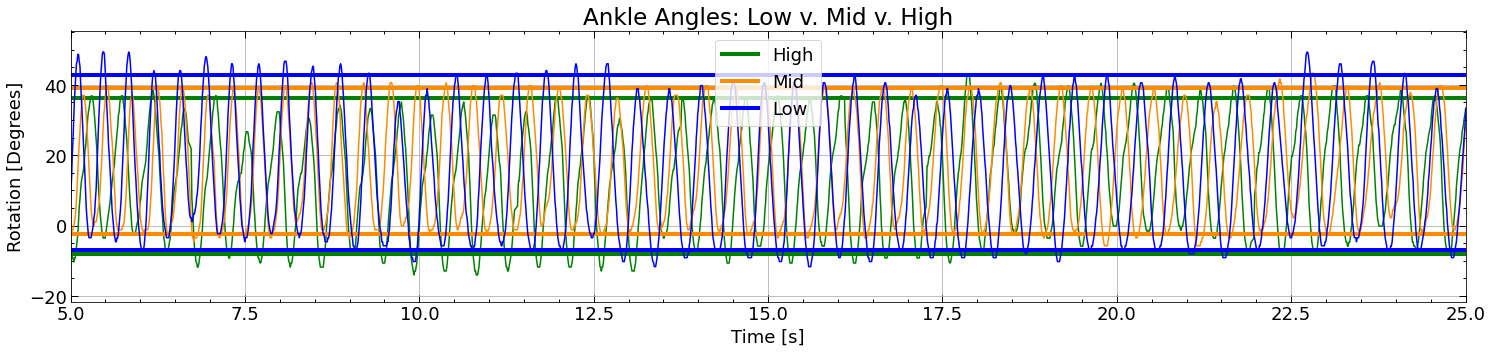 Ankle Angles: Low v. Mid v. High
High
Mid
Low
Rotation [Degrees]
40
20
0
−20
5.0 7.5 10.0 12.5 15.0 17.5 20.0 22.5 25.0
Time [s]